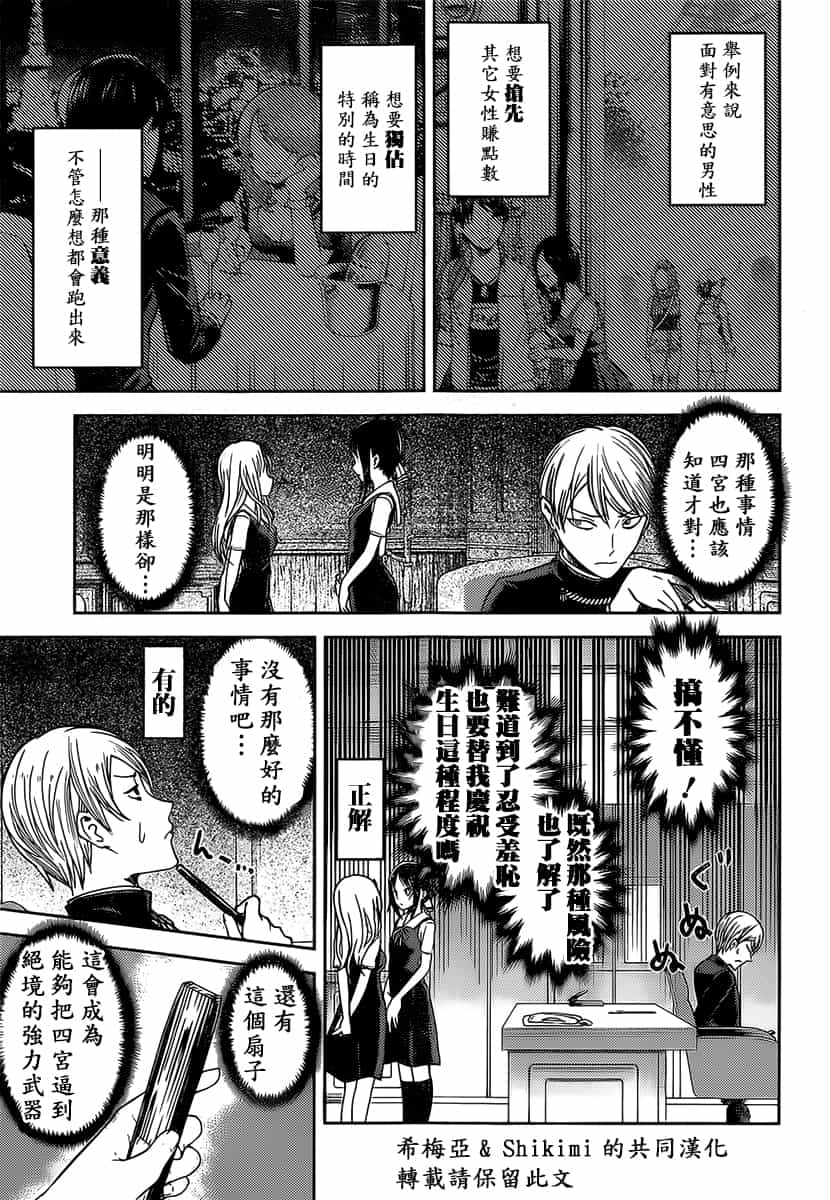 舉例來說
面對有意思的男性
想要搶先
其它女性賺點數
想要獨佔
稱為生日的
特別的時間
——那種意義
不管怎麼想都會跑出來
那種事情
四宮也應該
知道才對…
明明是那樣卻…
搞不懂！
既然那種風險
也了解了
難道到了忍受羞恥
也要替我慶祝
生日這種程度嗎
正解
ぐぬぬ
沒有那麼好的
事情吧…
有的
ん〜…
還有
這個扇子
這會成為
能夠把四宮逼到
絕境的強力武器
希梅亞 & Shikimi 的共同漢化
轉載請保留此文